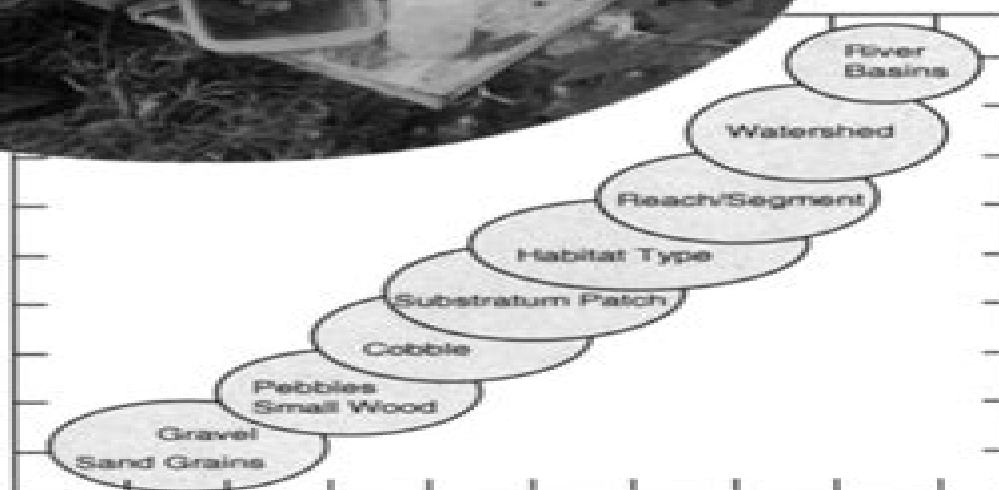 River
Basins
Watershed
Reach/Segment
Habitat Type
Substratum Patch
Cobble
Pebbles
Small Wood
Gravel
Sand Grains